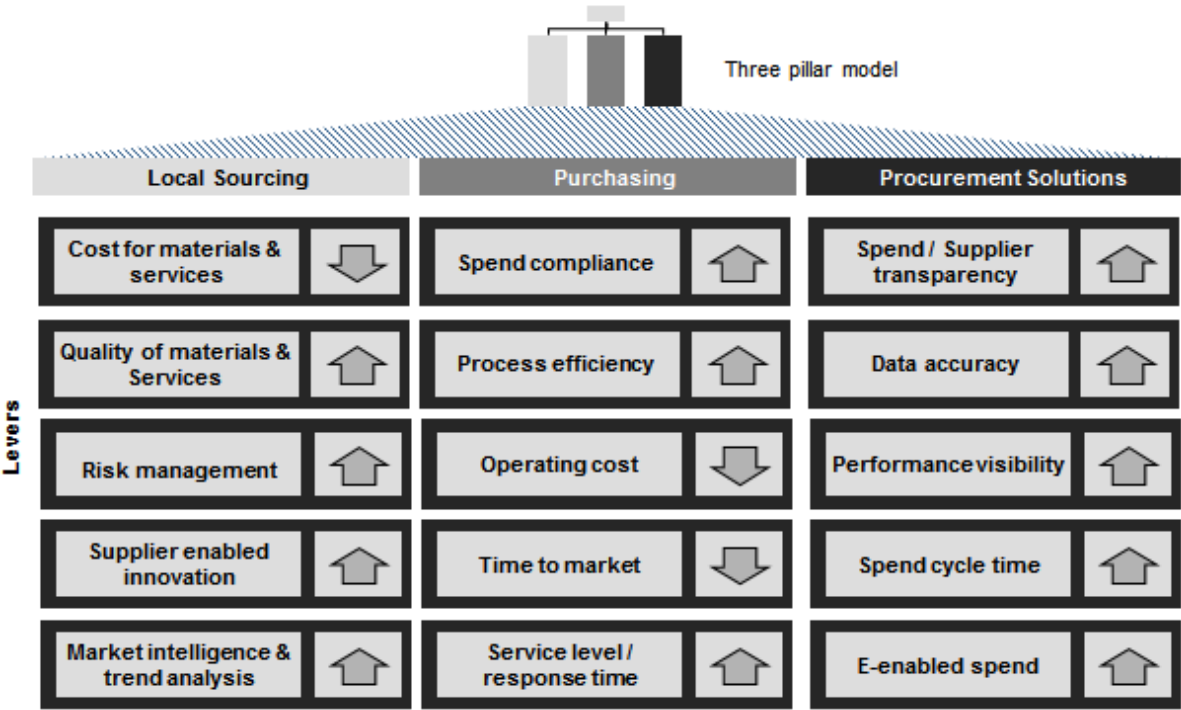 Three pillar model
Local Sourcing
Purchasing
Procurement Solutions
Levers
Cost for materials &
services
Spend compliance
Spend / Supplier
transparency
Quality of materials &
Services
Process efficiency
Data accuracy
Risk management
Operating cost
Performance visibility
Supplier enabled
innovation
Time to market
Spend cycle time
Market intelligence &
trend analysis
Service level /
response time
E-enabled spend